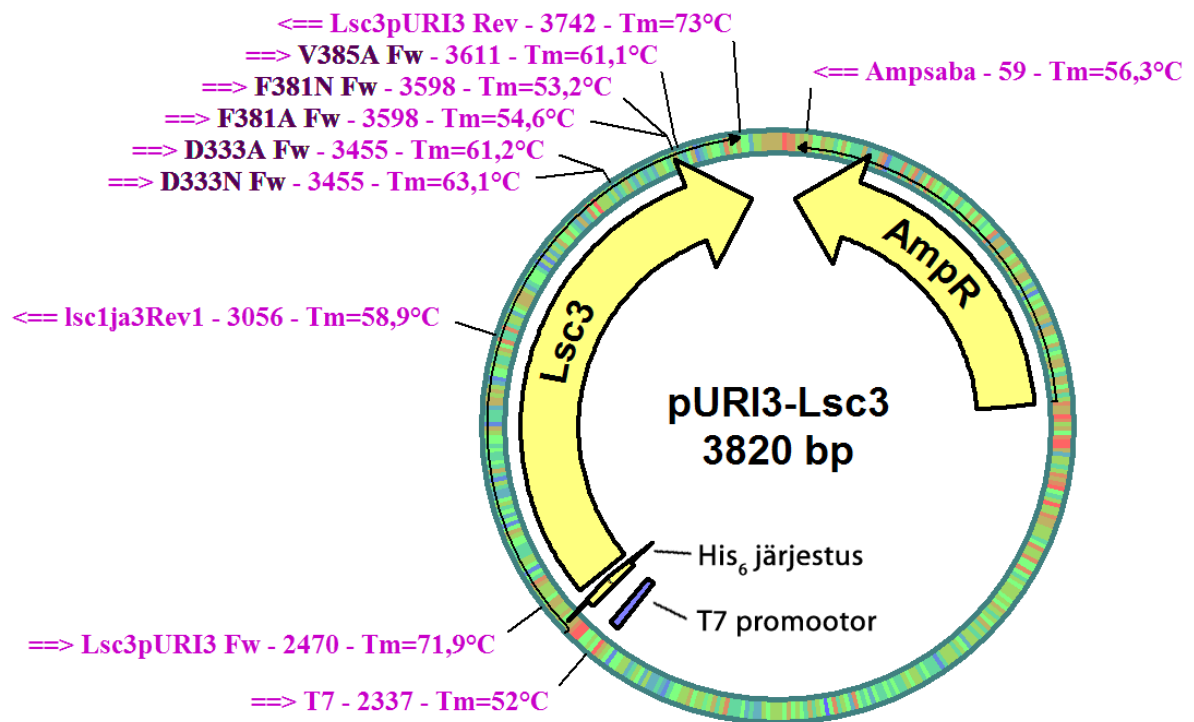 <== Lsc3pURI3 Rev - 3742 - Tm=73°C
==> V385A Fw - 3611 - Tm=61,1°C
<== Ampsaba - 59 - Tm=56,3°C
==> F381N Fw - 3598 - Tm=53,2°C
==> F381A Fw - 3598 - Tm=54,6°C
==> D333A Fw - 3455 - Tm=61,2°C
==> D333N Fw - 3455 - Tm=63,1°C
AmpR
<== lsc1ja3Rev1 - 3056 - Tm=58,9°C
Lsc3
pURI3-Lsc3
3820 bp
His₆ järjestus
T7 promootor
==> Lsc3pURI3 Fw - 2470 - Tm=71,9°C
==> T7 - 2337 - Tm=52°C